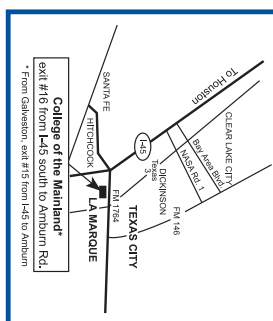 To Houston
CLEAR LAKE CITY
Bay Area Blvd.
NASA Rd. 1
I-45
DICKINSON
Texas
3
FM 146
SANTA FE
HITCHCOCK
FM 1764
TEXAS CITY
LA MARQUE
College of the Mainland*
exit #16 from I-45 south to Amburn Rd.
* From Galveston, exit #15 from I-45 to Amburn